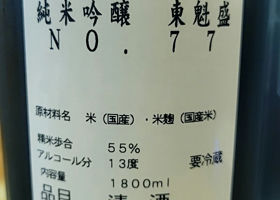 純米吟醸 東魁盛
NO.77
原材料名 米(国産)・米麹(国産米)
精米歩合 55%
アルコール分 13度 要冷蔵
内容量 1800ml
品目 清酒